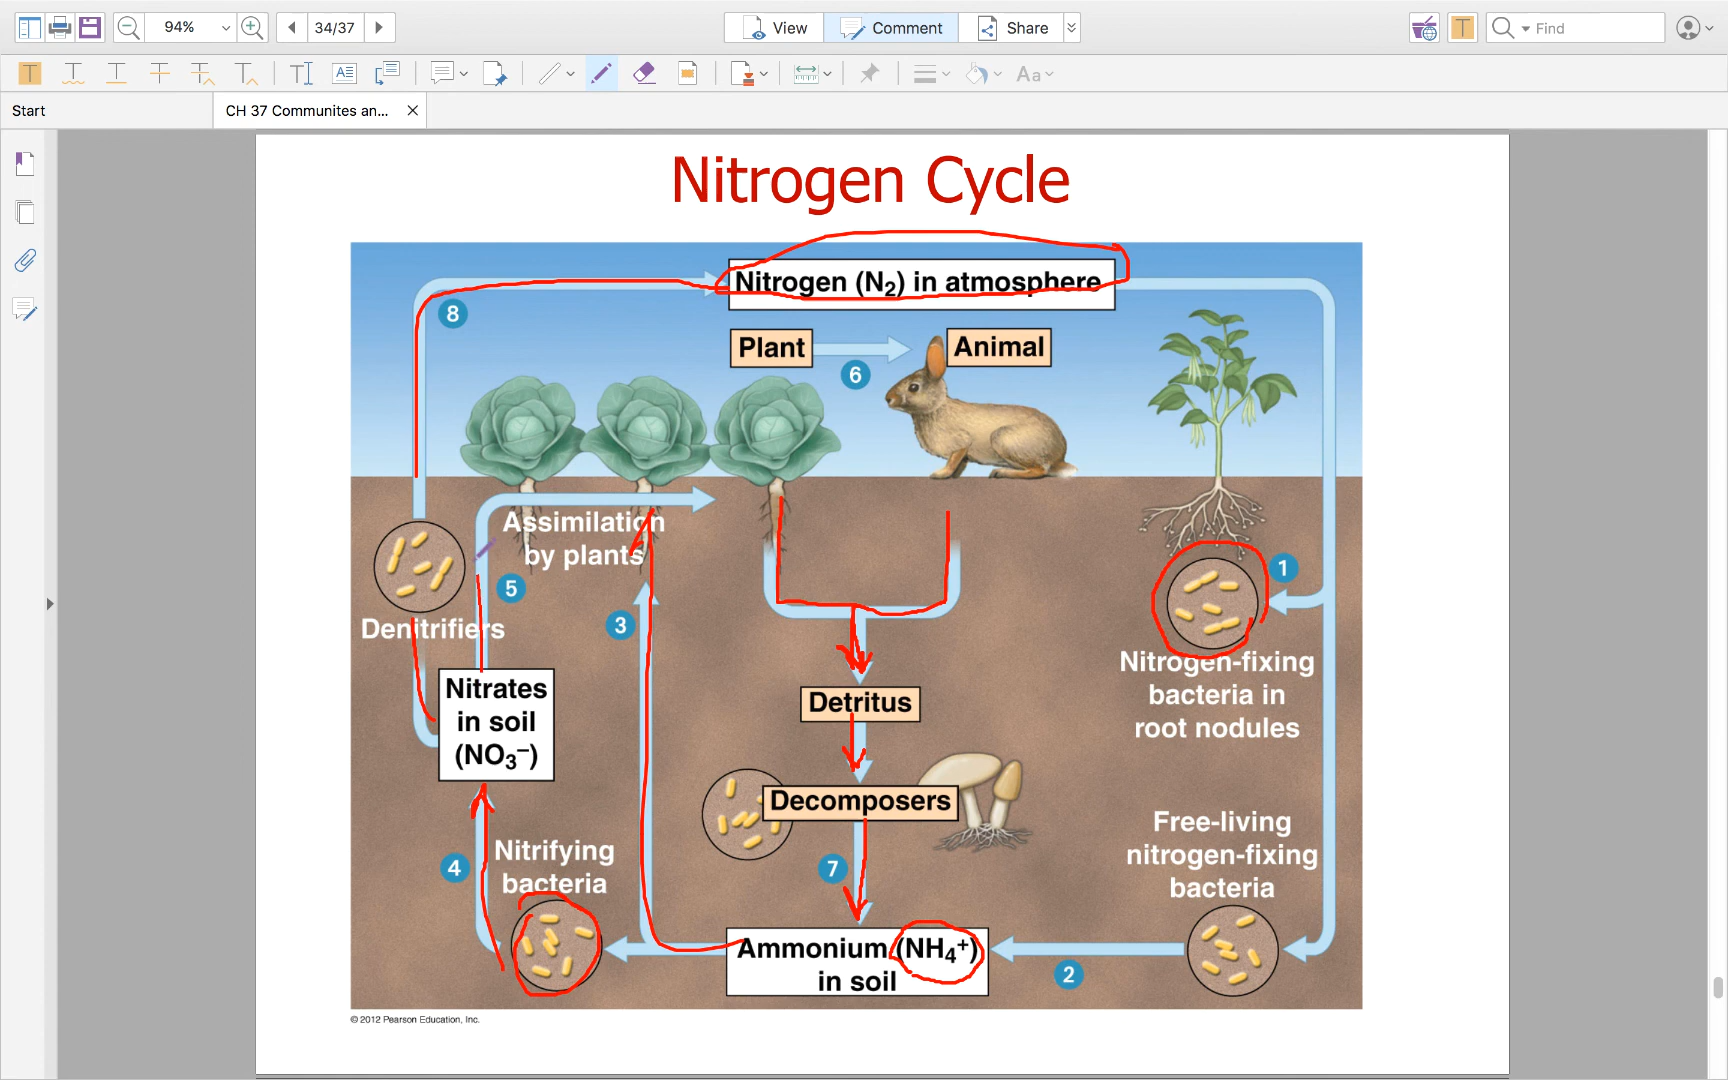 94%
34/37
View
Comment
Share
Find
T
T
T
T
T
T
T
T
A
Aa
Start
CH 37 Communites an...
Nitrogen Cycle
Nitrogen (N₂) in atmosphere
8
Plant
Animal
6
Assimilation
by plants
5
1
3
Denitrifiers
Nitrogen-fixing
bacteria in
root nodules
Nitrates
in soil
(NO₃⁻)
Detritus
Decomposers
Free-living
nitrogen-fixing
bacteria
Nitrifying
bacteria
4
7
Ammonium (NH₄⁺)
in soil
2
© 2012 Pearson Education, Inc.